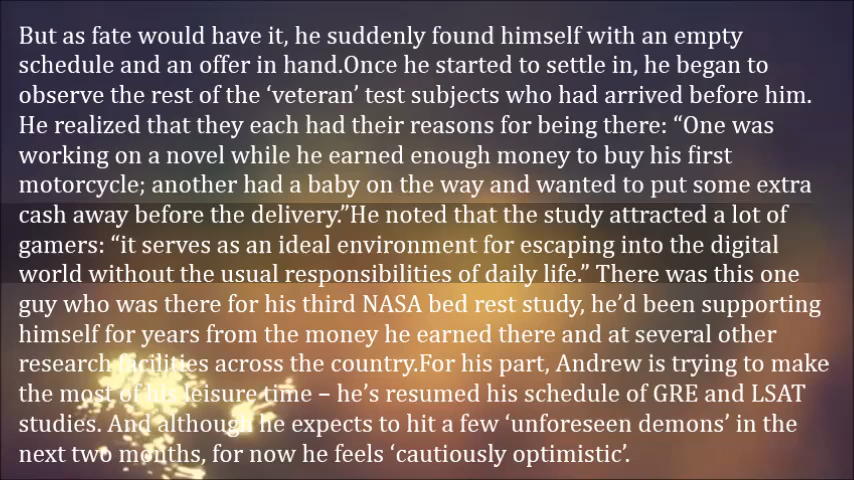 But as fate would have it, he suddenly found himself with an empty
schedule and an offer in hand.Once he started to settle in, he began to
observe the rest of the ‘veteran’ test subjects who had arrived before him.
He realized that they each had their reasons for being there: “One was
working on a novel while he earned enough money to buy his first
motorcycle; another had a baby on the way and wanted to put some extra
cash away before the delivery.”He noted that the study attracted a lot of
gamers: “it serves as an ideal environment for escaping into the digital
world without the usual responsibilities of daily life.” There was this one
guy who was there for his third NASA bed rest study, he’d been supporting
himself for years from the money he earned there and at several other
research facilities across the country.For his part, Andrew is trying to make
the most of his leisure time – he’s resumed his schedule of GRE and LSAT
studies. And although he expects to hit a few ‘unforeseen demons’ in the
next two months, for now he feels ‘cautiously optimistic’.